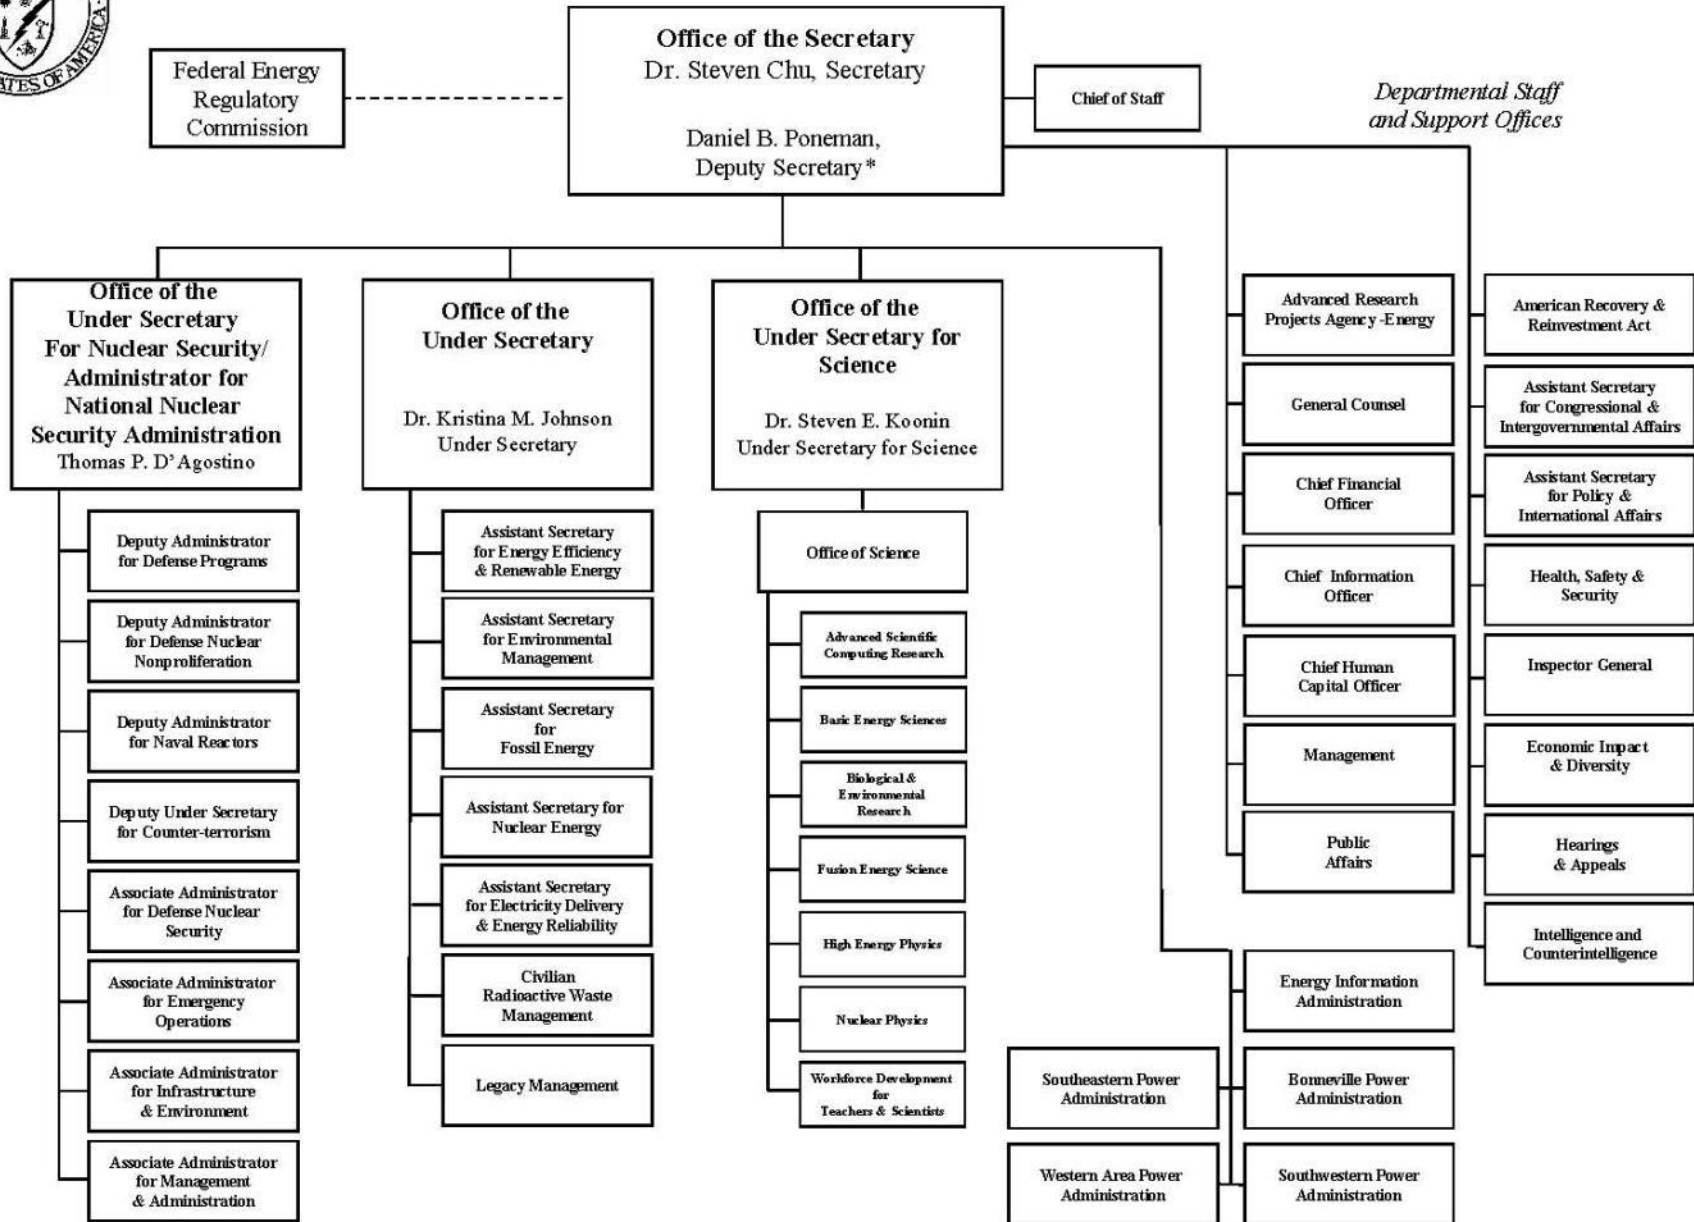 ATES OF AMERICA
Federal Energy
Regulatory
Commission
Office of the Secretary
Dr. Steven Chu, Secretary
Daniel B. Poneman,
Deputy Secretary*
Chief of Staff
Departmental Staff
and Support Offices
Office of the
Under Secretary
For Nuclear Security/
Administrator for
National Nuclear
Security Administration
Thomas P. D'Agostino
Deputy Administrator
for Defense Programs
Deputy Administrator
for Defense Nuclear
Nonproliferation
Deputy Administrator
for Naval Reactors
Deputy Under Secretary
for Counter-terrorism
Associate Administrator
for Defense Nuclear
Security
Associate Administrator
for Emergency
Operations
Associate Administrator
for Infrastructure
& Environment
Associate Administrator
for Management
& Administration
Office of the
Under Secretary
Dr. Kristina M. Johnson
Under Secretary
Assistant Secretary
for Energy Efficiency
& Renewable Energy
Assistant Secretary
for Environmental
Management
Assistant Secretary
for
Fossil Energy
Assistant Secretary for
Nuclear Energy
Assistant Secretary
for Electricity Delivery
& Energy Reliability
Civilian
Radioactive Waste
Management
Legacy Management
Office of the
Under Secretary for
Science
Dr. Steven E. Koonin
Under Secretary for Science
Office of Science
Advanced Scientific
Computing Research
Basic Energy Sciences
Biological &
Environmental
Research
Fusion Energy Science
High Energy Physics
Nuclear Physics
Workforce Development
for
Teachers & Scientists
Advanced Research
Projects Agency -Energy
General Counsel
Chief Financial
Officer
Chief Information
Officer
Chief Human
Capital Officer
Management
Public
Affairs
American Recovery &
Reinvestment Act
Assistant Secretary
for Congressional &
Intergovernmental Affairs
Assistant Secretary
for Policy &
International Affairs
Health, Safety &
Security
Inspector General
Economic Impact
& Diversity
Hearings
& Appeals
Intelligence and
Counterintelligence
Energy Information
Administration
Southeastern Power
Administration
Bonneville Power
Administration
Western Area Power
Administration
Southwestern Power
Administration